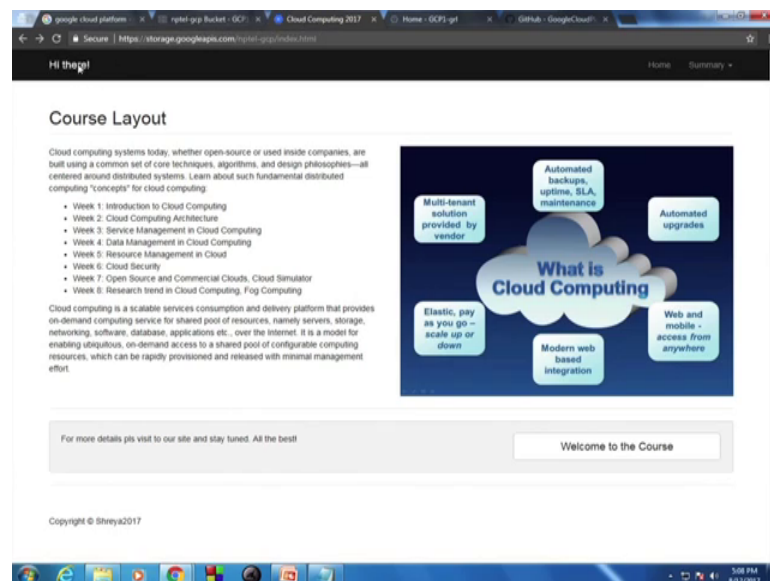 google cloud platform -
nptel-gcp Bucket - GCP1
Cloud Computing 2017
Home - GCP1-grl
GitHub - GoogleCloudP
Secure | https://storage.googleapis.com/nptel-gcp/index.html
Hi there!
Home
Summary
Course Layout
Cloud computing systems today, whether open-source or used inside companies, are
built using a common set of core techniques, algorithms, and design philosophies—all
centered around distributed systems. Learn about such fundamental distributed
computing "concepts" for cloud computing:
Week 1: Introduction to Cloud Computing
Week 2: Cloud Computing Architecture
Week 3: Service Management in Cloud Computing
Week 4: Data Management in Cloud Computing
Week 5: Resource Management in Cloud
Week 6: Cloud Security
Week 7: Open Source and Commercial Clouds, Cloud Simulator
Week 8: Research trend in Cloud Computing, Fog Computing
Cloud computing is a scalable services consumption and delivery platform that provides
on-demand computing service for shared pool of resources, namely servers, storage,
networking, software, database, applications etc., over the Internet. It is a model for
enabling ubiquitous, on-demand access to a shared pool of configurable computing
resources, which can be rapidly provisioned and released with minimal management
effort.
Automated
backups,
uptime, SLA,
maintenance
Multi-tenant
solution
provided by
vendor
Automated
upgrades
What is
Cloud Computing
Elastic, pay
as you go –
scale up or
down
Modern web
based
integration
Web and
mobile -
access from
anywhere
For more details pls visit to our site and stay tuned. All the best!
Welcome to the Course
Copyright © Shreya2017
5:08 PM